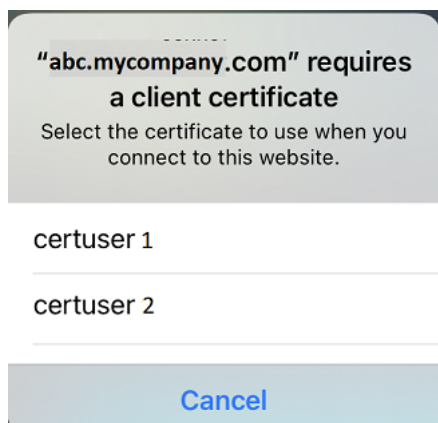 “abc.mycompany.com” requires
a client certificate
Select the certificate to use when you
connect to this website.
certuser 1
certuser 2
Cancel